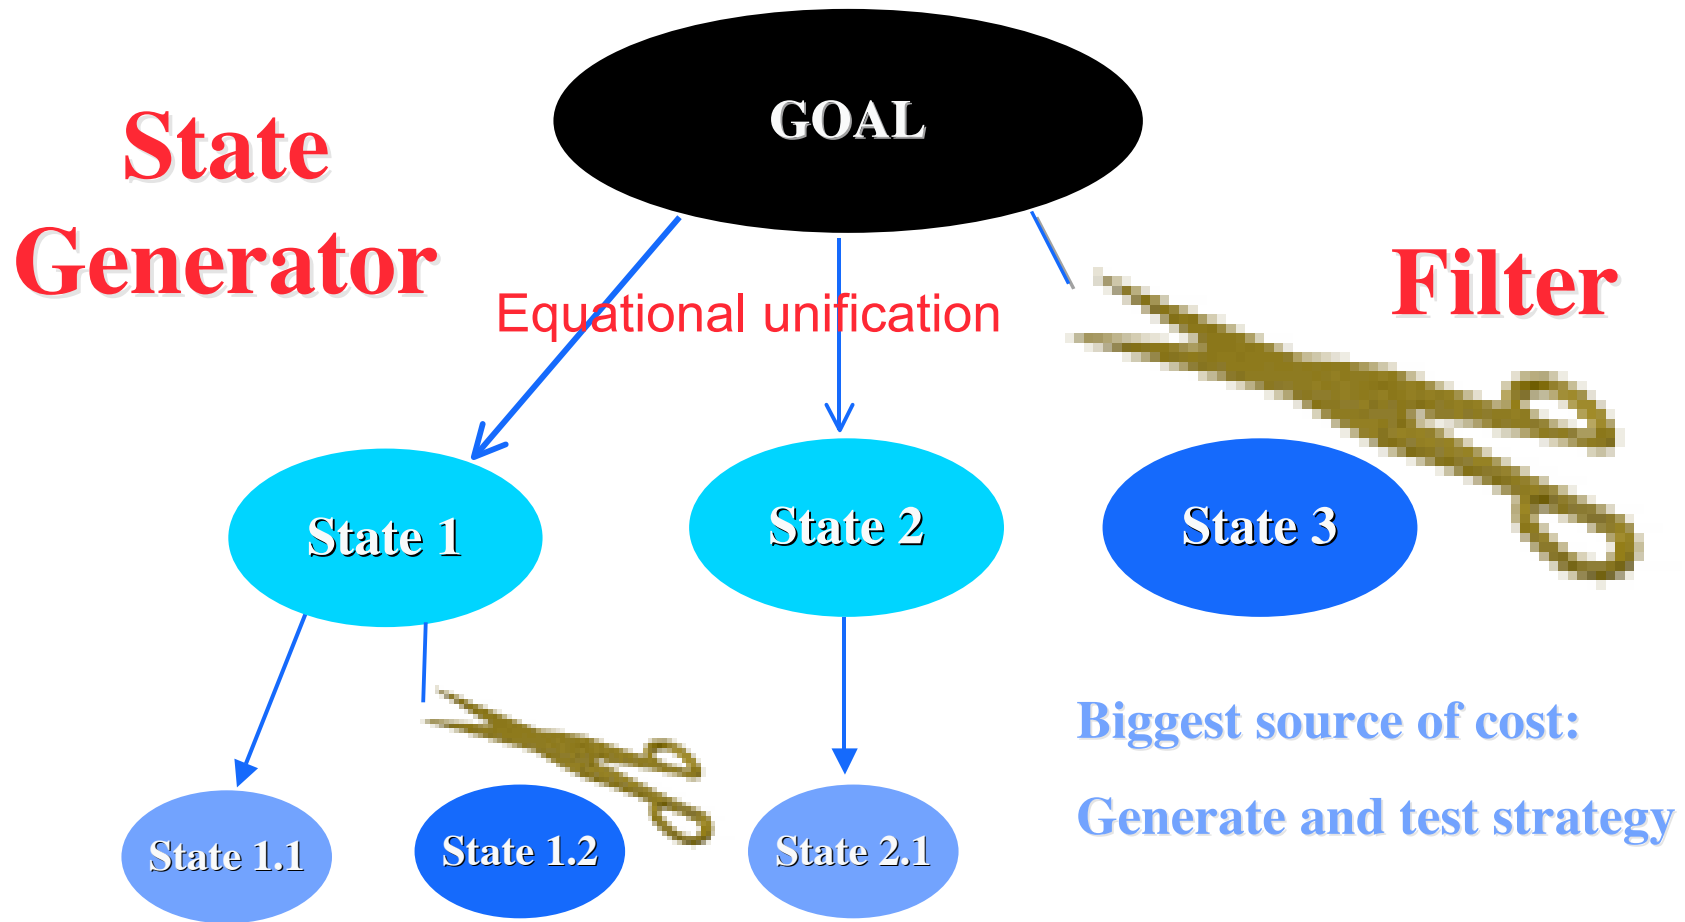 GOAL
State
Generator
Equational unification
Filter
State 1
State 2
State 3
Biggest source of cost:
Generate and test strategy
State 1.1
State 1.2
State 2.1